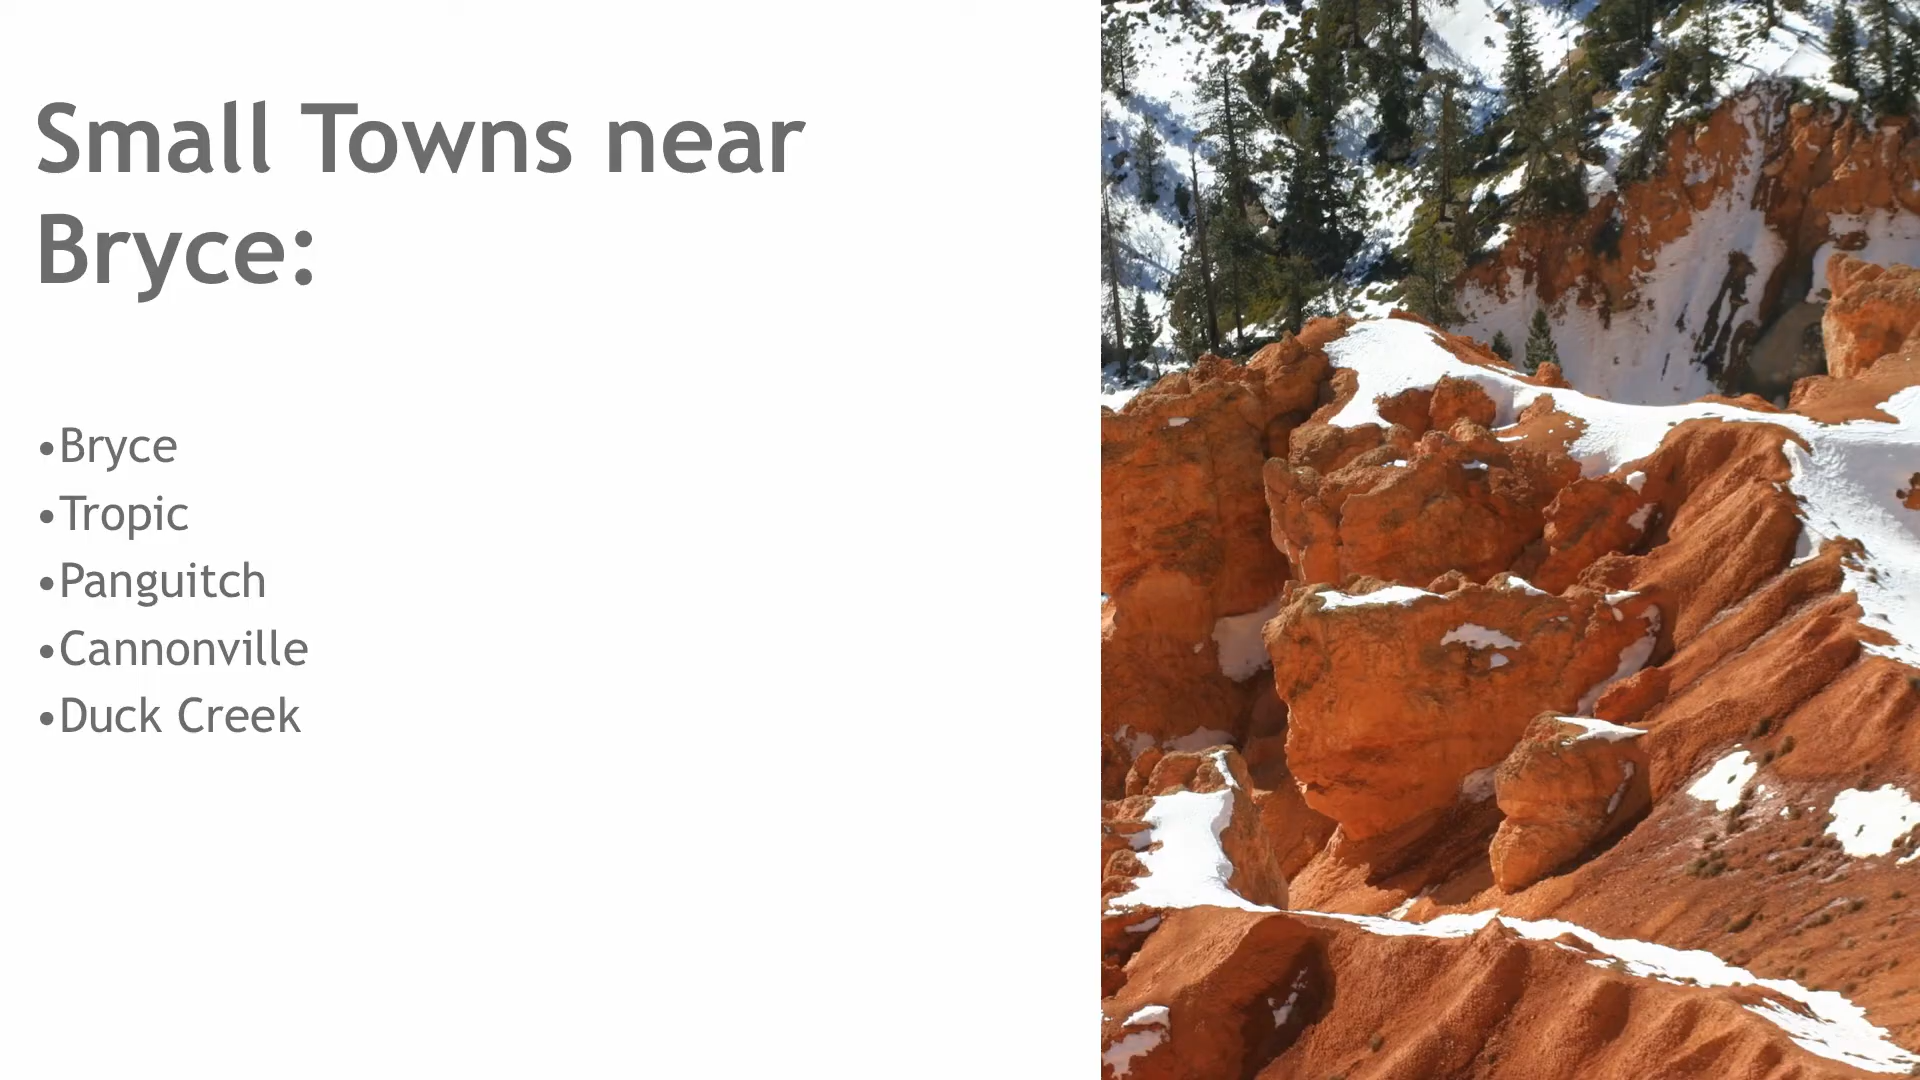 Small Towns near
Bryce:
•Bryce
•Tropic
•Panguitch
•Cannonville
•Duck Creek